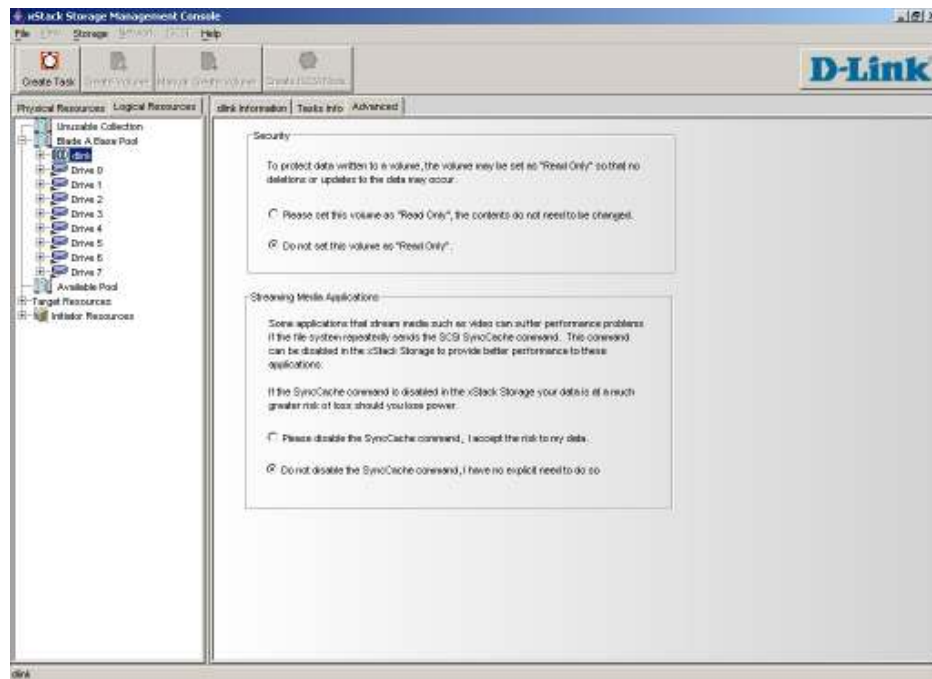 xStack Storage Management Console
File View Storage Network iSCSI Help
Create Task Create Volume Manual Create Volume
D-Link
Physical Resources Logical Resources
dlink Information Tasks Info Advanced
Unusable Collection
Blade A Base Pool
dlink
Drive 0
Drive 1
Drive 2
Drive 3
Drive 4
Drive 5
Drive 6
Drive 7
Available Pool
Target Resources
Initiator Resources
Security
To protect data written to a volume, the volume may be set as "Read Only" so that no
deletions or updates to the data may occur.
Please set this volume as "Read Only", the contents do not need to be changed.
Do not set this volume as "Read Only".
Streaming Media Applications
Some applications that stream media such as video can suffer performance problems
if the file system repeatedly sends the SCSI SyncCache command. This command
can be disabled in the xStack Storage to provide better performance to these
applications.
If the SyncCache command is disabled in the xStack Storage your data is at a much
greater risk of loss should you lose power.
Please disable the SyncCache command, I accept the risk to my data.
Do not disable the SyncCache command, I have no explicit need to do so
dlink